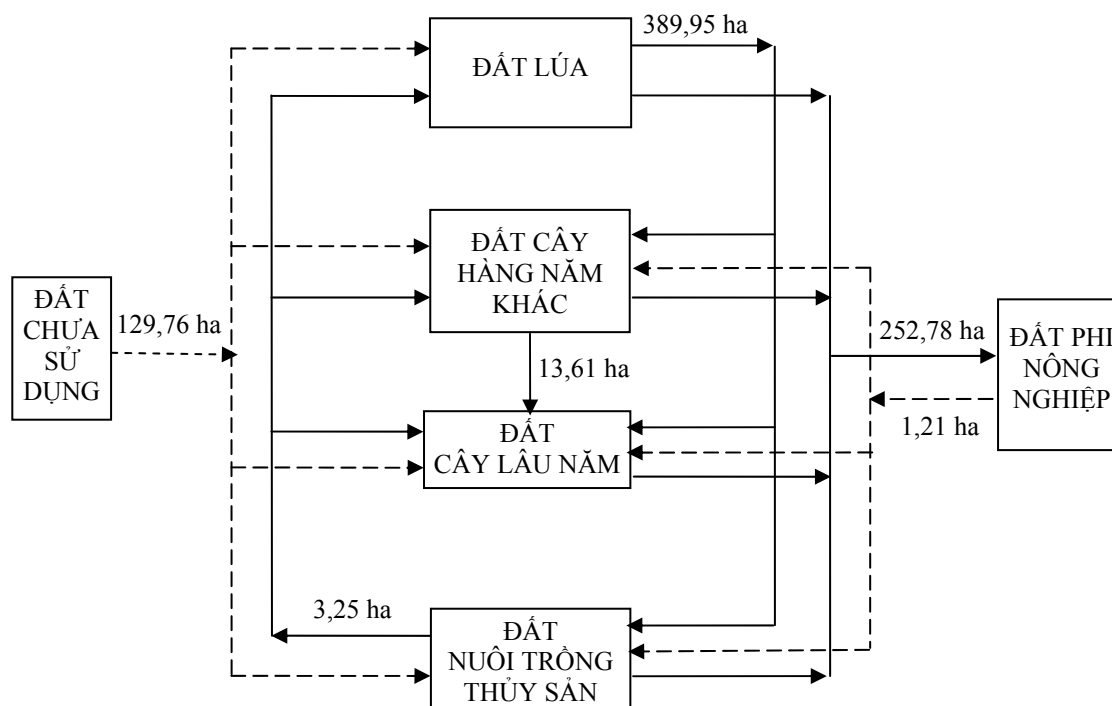 389,95 ha
ĐẤT LÚA
ĐẤT CÂY
HÀNG NĂM
KHÁC
ĐẤT
CHƯA
SỬ
DỤNG
129,76 ha
252,78 ha
ĐẤT PHI
NÔNG
NGHIỆP
13,61 ha
1,21 ha
ĐẤT
CÂY LÂU NĂM
3,25 ha
ĐẤT
NUÔI TRỒNG
THỦY SẢN